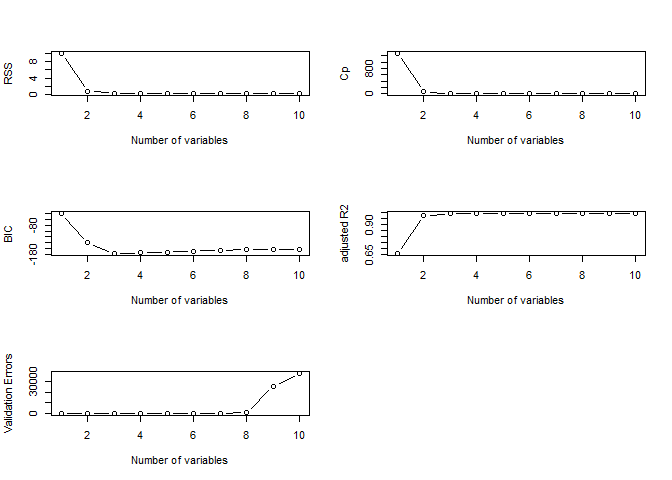 RSS
8
4
0
2 4 6 8 10
Number of variables
Cp
800
0
2 4 6 8 10
Number of variables
BIC
-80
-180
2 4 6 8 10
Number of variables
adjusted R2
0.90
0.65
2 4 6 8 10
Number of variables
Validation Errors
30000
0
2 4 6 8 10
Number of variables